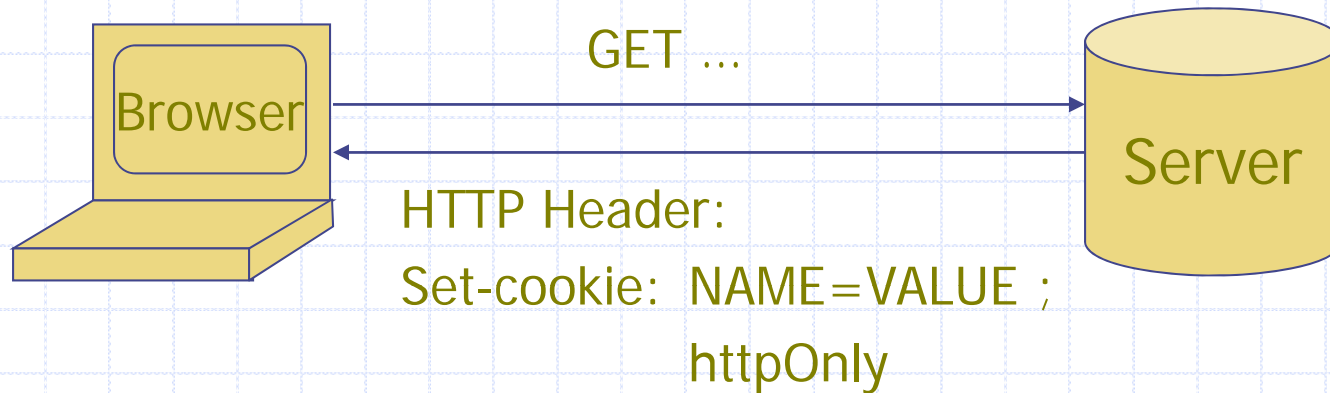 GET ...
Browser
Server
HTTP Header:
Set-cookie: NAME=VALUE ;
httpOnly